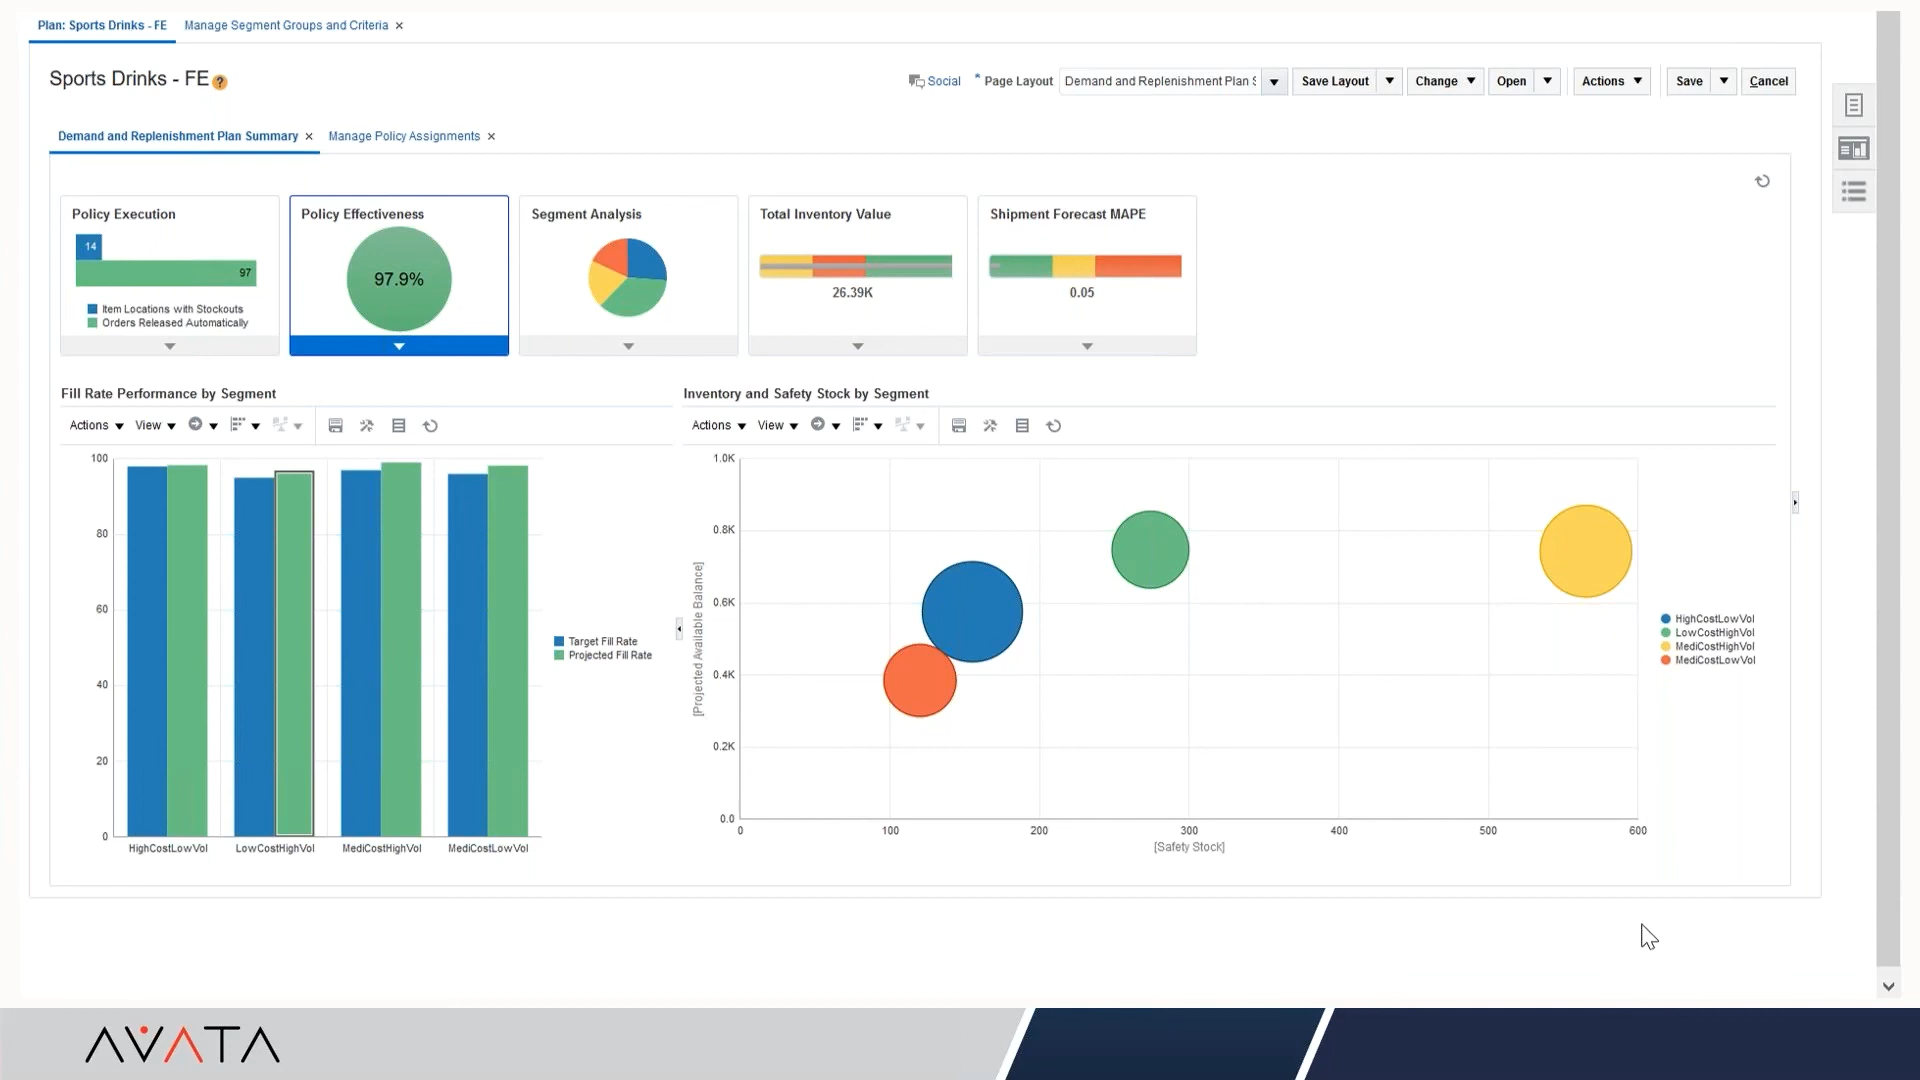 Plan: Sports Drinks - FE
Manage Segment Groups and Criteria
Sports Drinks - FE
Social
* Page Layout
Demand and Replenishment Plan S
Save Layout
Change
Open
Actions
Save
Cancel
Demand and Replenishment Plan Summary
Manage Policy Assignments
Policy Execution
14
97
Item Locations with Stockouts
Orders Released Automatically
Policy Effectiveness
97.9%
Segment Analysis
Total Inventory Value
26.39K
Shipment Forecast MAPE
0.05
Fill Rate Performance by Segment
Actions
View
100
80
60
40
20
0
HighCostLowVol
LowCostHighVol
MediCostHighVol
MediCostLowVol
Target Fill Rate
Projected Fill Rate
Inventory and Safety Stock by Segment
Actions
View
[Projected Available Balance]
1.0K
0.8K
0.6K
0.4K
0.2K
0.0
0
100
200
300
400
500
600
[Safety Stock]
HighCostLowVol
LowCostHighVol
MediCostHighVol
MediCostLowVol
AVATA